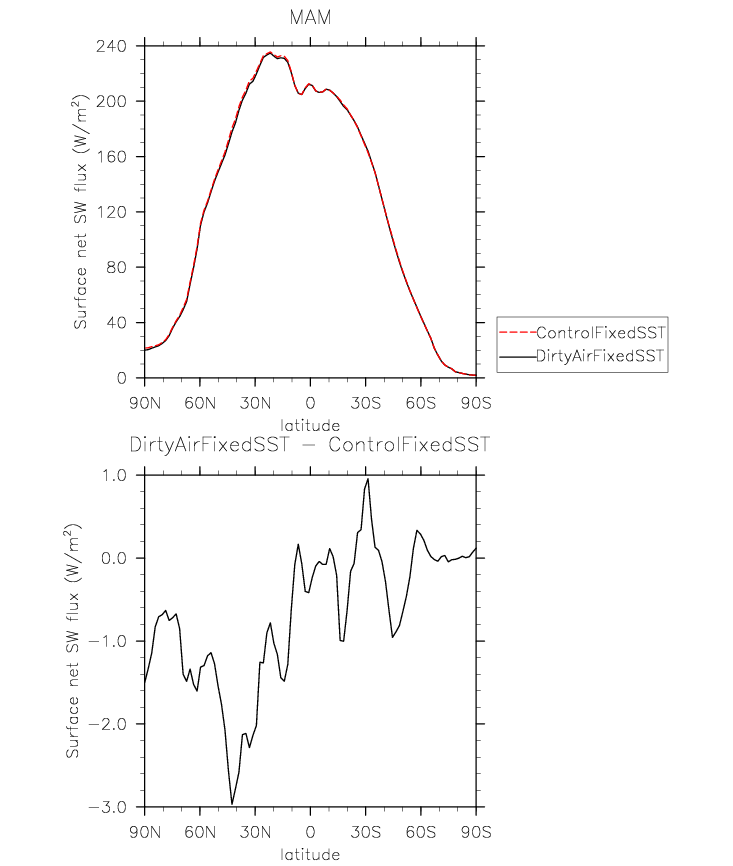 MAM
Surface net SW flux (W/m²)
240
200
160
120
80
40
0
90N 60N 30N 0 30S 60S 90S
latitude
ControlFixedSST
DirtyAirFixedSST
DirtyAirFixedSST − ControlFixedSST
Surface net SW flux (W/m²)
1.0
0.0
−1.0
−2.0
−3.0
90N 60N 30N 0 30S 60S 90S
latitude